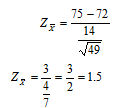 Z_X̄ = (75 − 72) / (14 / √49)
Z_X̄ = 3 / (4 / 7) = 3 / 2 = 1.5